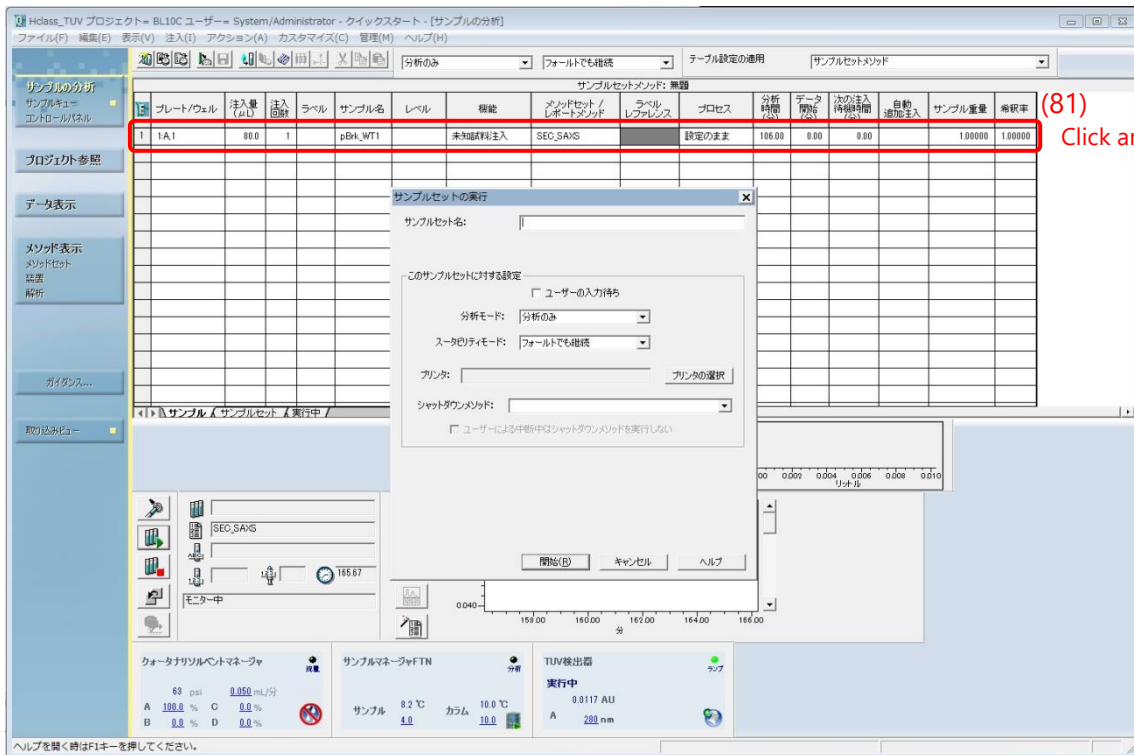 Hclass_TUV プロジェクト= BL10C ユーザー= System/Administrator - クイックスタート - [サンプルの分析]
ファイル(F) 編集(E) 表示(V) 注入(I) アクション(A) カスタマイズ(C) 管理(M) ヘルプ(H)
分析のみ フォールトでも継続 テーブル設定の適用 サンプルセットメソッド
サンプルの分析
サンプルキュー
コントロールパネル
プロジェクト参照
データ表示
メソッド表示
メソッドセット
装置
解析
ガイダンス...
取り込みビュー
サンプルセットメソッド: 無題
プレート/ウェル 注入量 (μL) 注入回数 ラベル サンプル名 レベル 機能 メソッドセット / レポートメソッド ラベルレファレンス プロセス 分析時間 (分) データ開始 (分) 次の注入待機時間 (分) 自動追加注入 サンプル重量 希釈率
1 1:A,1 80.0 1 pBrk_WT1 未知試料注入 SEC_SAXS 設定のまま 106.00 0.00 0.00 1.00000 1.00000
(81)
Click an
サンプルセットの実行
サンプルセット名:
このサンプルセットに対する設定
ユーザーの入力待ち
分析モード: 分析のみ
スータビリティモード: フォールトでも継続
プリンタ: プリンタの選択
シャットダウンメソッド:
ユーザーによる中断中はシャットダウンメソッドを実行しない
開始(R) キャンセル ヘルプ
サンプル サンプルセット 実行中
00 0.002 0.004 0.006 0.008 0.010
リットル
SEC_SAXS
165.67
モニター中
0.040
158.00 160.00 162.00 164.00 166.00
分
クォータナリソルベントマネージャ 流量
63 psi 0.050 mL/分
A 100.0 % C 0.0 %
B 0.0 % D 0.0 %
サンプルマネージャFTN 分析
サンプル 8.2 ℃ カラム 10.0 ℃
4.0 10.0
TUV検出器 ランプ
実行中
0.0117 AU
A 280 nm
ヘルプを開く時はF1キーを押してください。